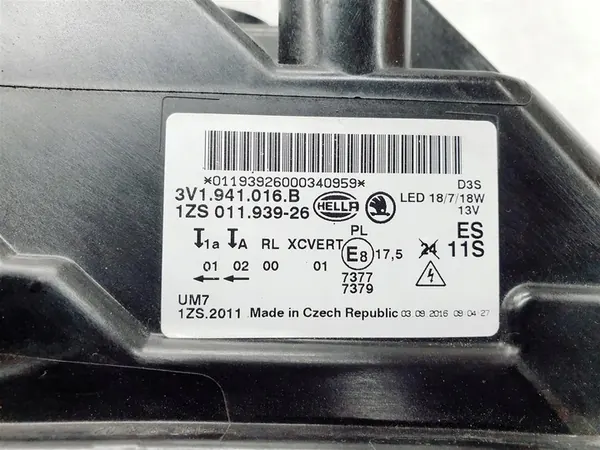 *01193926000340959*
3V1.941.016.B
1ZS 011.939-26
HELLA
D3S
LED 18/7/18W
13V
PL
ES
11S
1a A RL XCVERT E8 17,5 24
01 02 00 01
7377
7379
UM7
1ZS.2011 Made in Czech Republic 03.09.2016 09:04:27